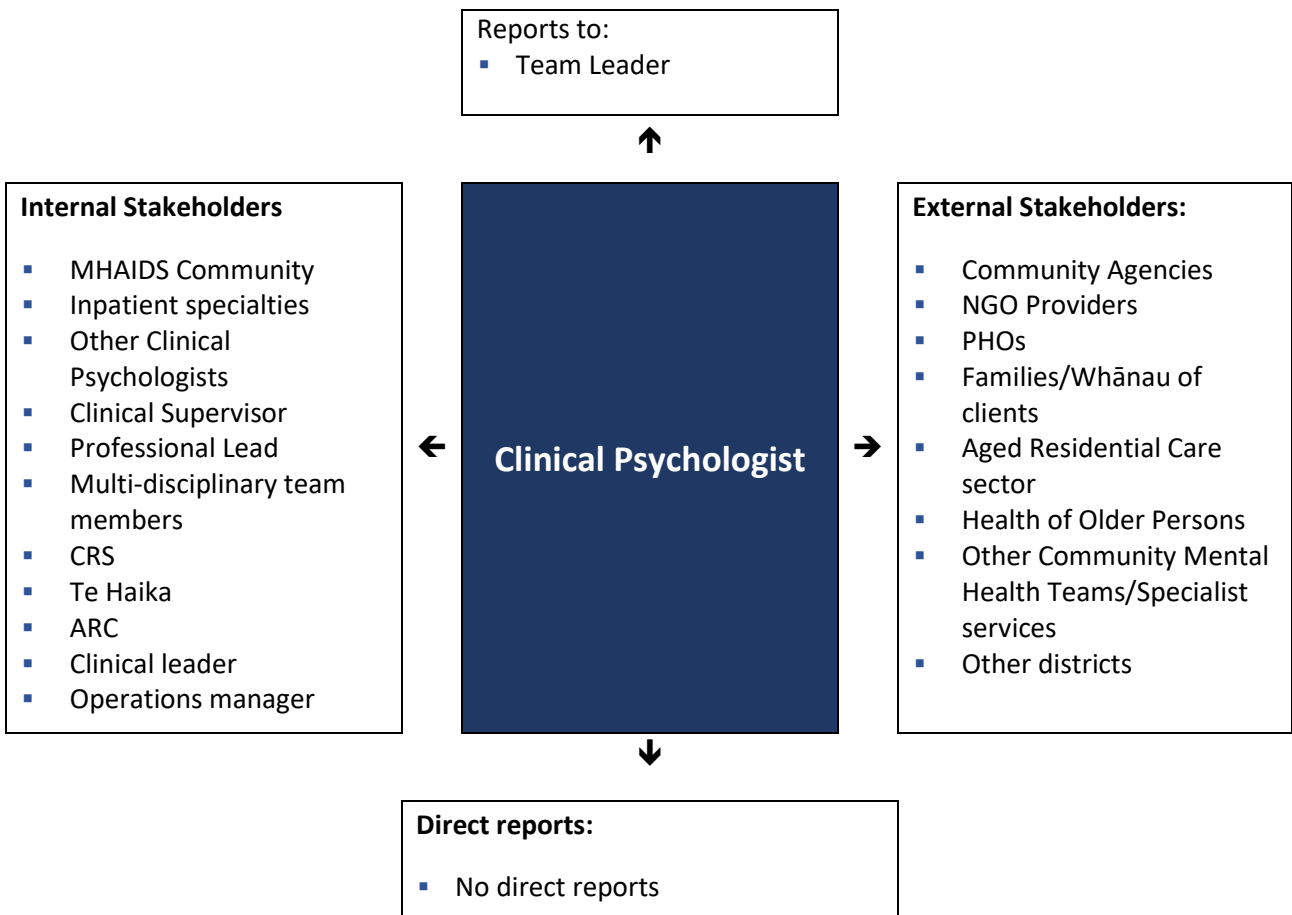 Reports to:
▪ Team Leader
Internal Stakeholders
▪ MHAIDS Community
▪ Inpatient specialties
▪ Other Clinical
Psychologists
▪ Clinical Supervisor
▪ Professional Lead
▪ Multi-disciplinary team
members
▪ CRS
▪ Te Haika
▪ ARC
▪ Clinical leader
▪ Operations manager
Clinical Psychologist
External Stakeholders:
▪ Community Agencies
▪ NGO Providers
▪ PHOs
▪ Families/Whānau of
clients
▪ Aged Residential Care
sector
▪ Health of Older Persons
▪ Other Community Mental
Health Teams/Specialist
services
▪ Other districts
Direct reports:
▪ No direct reports